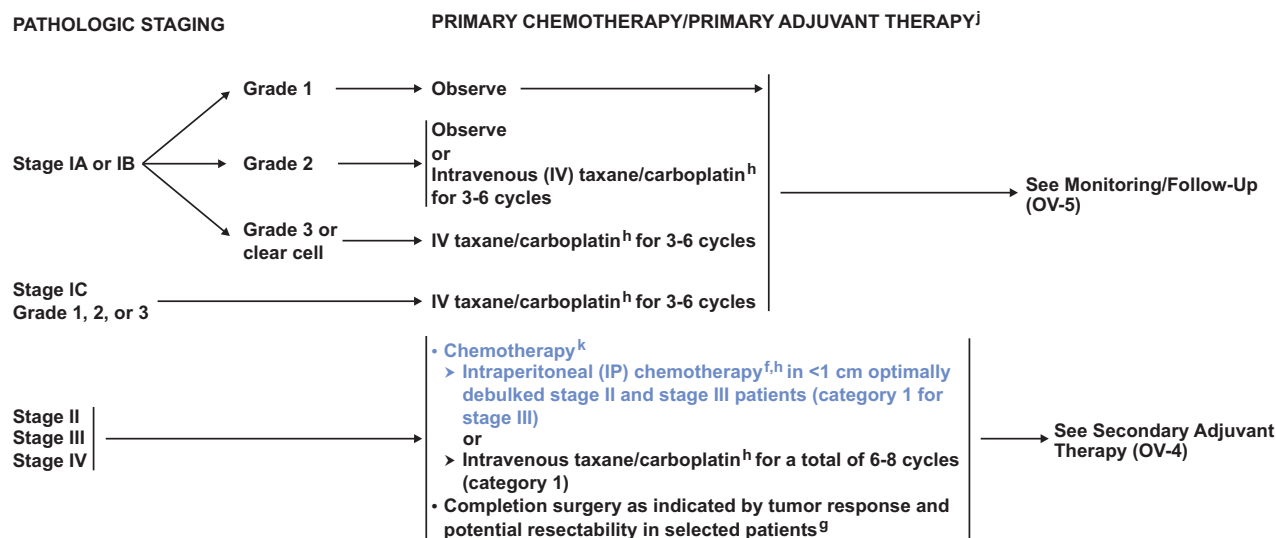 PATHOLOGIC STAGING
PRIMARY CHEMOTHERAPY/PRIMARY ADJUVANT THERAPYj
Grade 1
Observe
Stage IA or IB
Grade 2
Observe
or
Intravenous (IV) taxane/carboplatinh
for 3-6 cycles
Grade 3 or
clear cell
IV taxane/carboplatinh for 3-6 cycles
Stage IC
Grade 1, 2, or 3
IV taxane/carboplatinh for 3-6 cycles
See Monitoring/Follow-Up
(OV-5)
Stage II
Stage III
Stage IV
• Chemotherapyk
➤ Intraperitoneal (IP) chemotherapyf,h in <1 cm optimally
debulked stage II and stage III patients (category 1 for
stage III)
or
➤ Intravenous taxane/carboplatinh for a total of 6-8 cycles
(category 1)
• Completion surgery as indicated by tumor response and
potential resectability in selected patientsg
See Secondary Adjuvant
Therapy (OV-4)